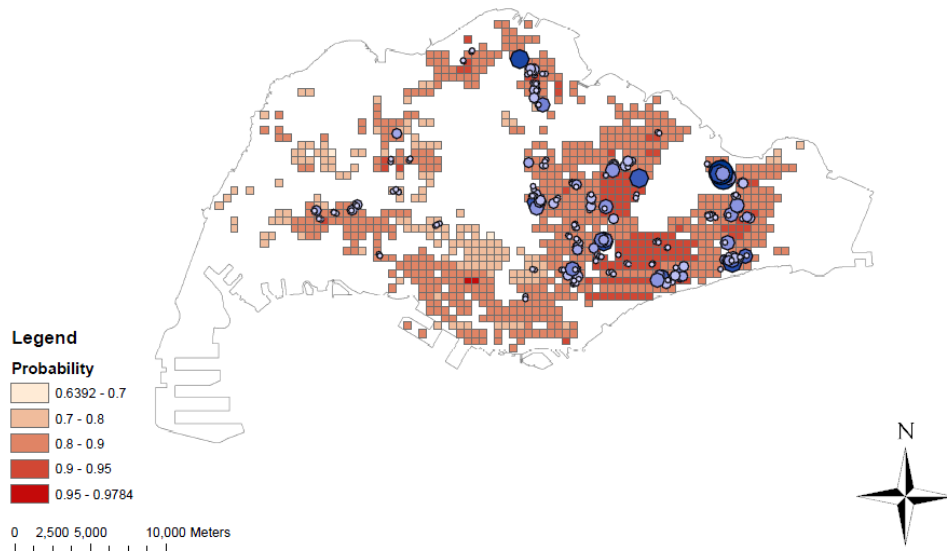 N
Legend
Probability
0.6392 - 0.7
0.7 - 0.8
0.8 - 0.9
0.9 - 0.95
0.95 - 0.9784
0 2,500 5,000 10,000 Meters